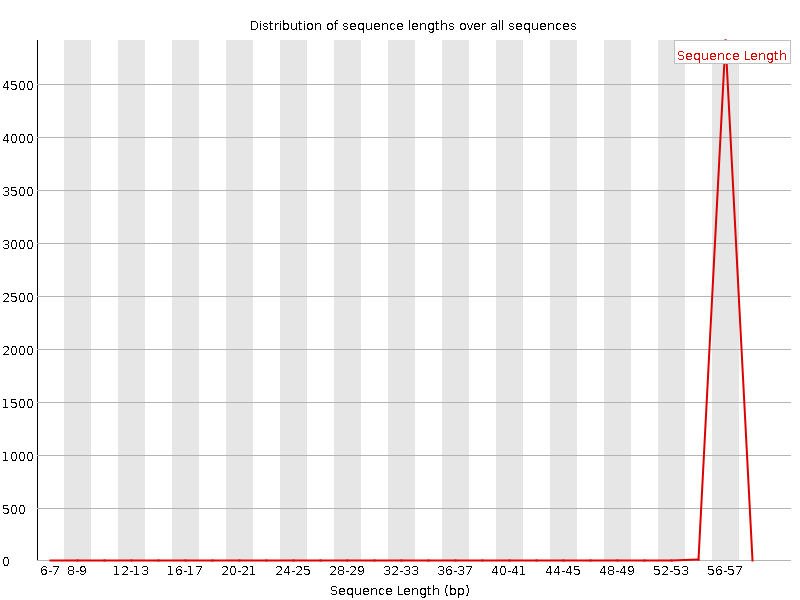 Distribution of sequence lengths over all sequences
Sequence Length
4500
4000
3500
3000
2500
2000
1500
1000
500
0
6-7 8-9 12-13 16-17 20-21 24-25 28-29 32-33 36-37 40-41 44-45 48-49 52-53 56-57
Sequence Length (bp)